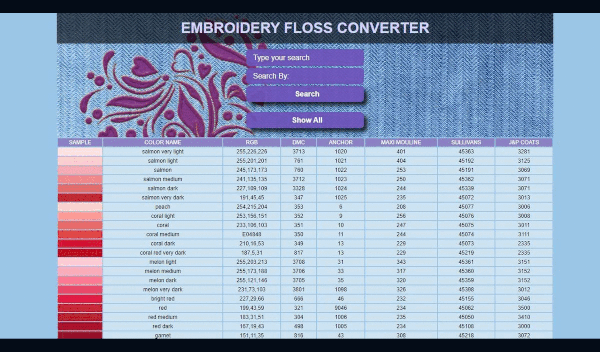 EMBROIDERY FLOSS CONVERTER
Type your search
Search By:
Search
Show All
SAMPLE COLOR NAME RGB DMC ANCHOR MAXI MOULINE SULLIVANS J&P COATS
salmon very light 255,226,226 3713 1020 401 45363 3281
salmon light 255,201,201 761 1021 404 45192 3125
salmon 245,173,173 760 1022 253 45191 3069
salmon medium 241,135,135 3712 1023 250 45362 3071
salmon dark 227,109,109 3328 1024 244 45339 3071
salmon very dark 191,45,45 347 1025 235 45072 3013
peach 254,215,204 353 6 208 45077 3006
coral light 253,156,151 352 9 256 45076 3008
coral 233,106,103 351 10 247 45075 3011
coral medium E04848 350 11 244 45074 3111
coral dark 210,16,53 349 13 229 45073 2335
coral red very dark 187,5,31 817 13 229 45219 2335
melon light 255,203,213 3708 31 343 45361 3151
melon medium 255,173,188 3706 33 317 45360 3152
melon dark 255,121,146 3705 35 320 45359 3152
melon very dark 231,73,103 3801 1098 326 45398 3012
bright red 227,29,66 666 46 232 45155 3046
red 199,43,59 321 9046 234 45062 3500
red medium 183,31,51 304 1006 235 45050 3410
red dark 167,19,43 498 1005 234 45108 3000
garnet 151,11,35 816 43 308 45218 3072